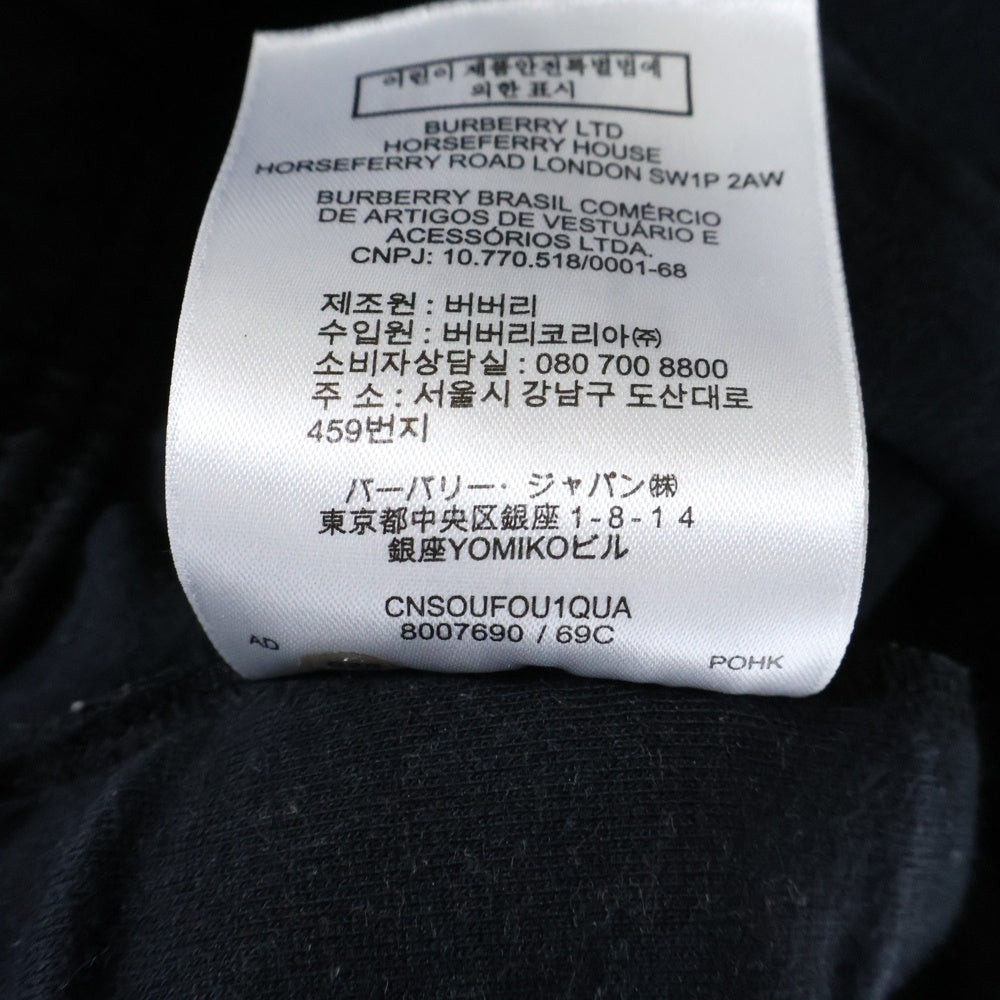 어린이 제품안전특별법에
의한 표시
BURBERRY LTD
HORSEFERRY HOUSE
HORSEFERRY ROAD LONDON SW1P 2AW
BURBERRY BRASIL COMÉRCIO
DE ARTIGOS DE VESTUÁRIO E
ACESSÓRIOS LTDA.
CNPJ: 10.770.518/0001-68
제조원 : 버버리
수입원 : 버버리코리아㈜
소비자상담실 : 080 700 8800
주 소 : 서울시 강남구 도산대로
459번지
バーバリー· ジャパン㈱
東京都中央区銀座 1-8-14
銀座YOMIKOビル
CNSOUFOU1QUA
8007690 / 69C
AD
POHK